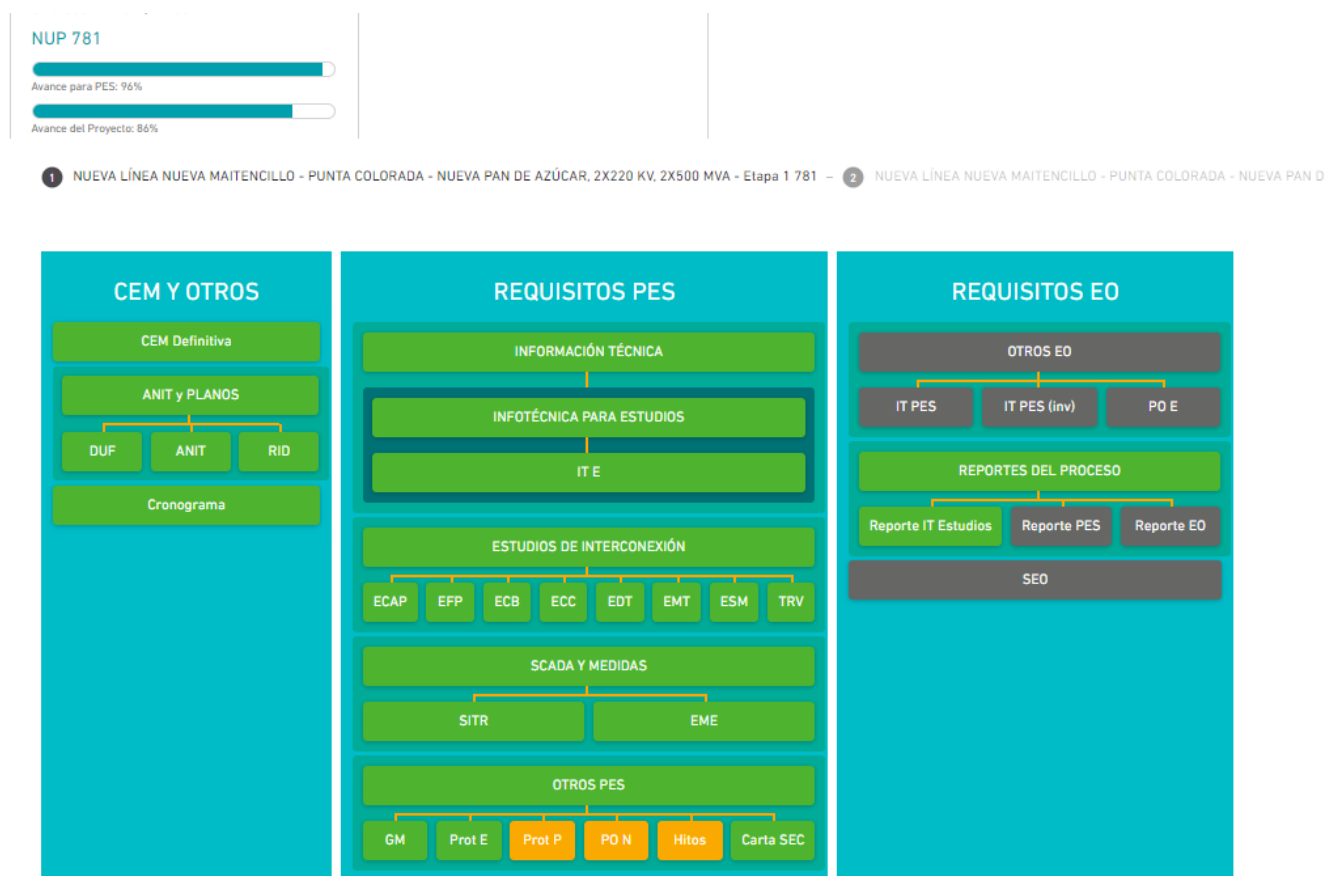 NUP 781
Avance para PES: 96%
Avance del Proyecto: 86%
1 NUEVA LÍNEA NUEVA MAITENCILLO - PUNTA COLORADA - NUEVA PAN DE AZÚCAR, 2X220 KV, 2X500 MVA - Etapa 1 781 – 2 NUEVA LÍNEA NUEVA MAITENCILLO - PUNTA COLORADA - NUEVA PAN D
CEM Y OTROS
CEM Definitiva
ANIT y PLANOS
DUF ANIT RID
Cronograma
REQUISITOS PES
INFORMACIÓN TÉCNICA
INFOTÉCNICA PARA ESTUDIOS
IT E
ESTUDIOS DE INTERCONEXIÓN
ECAP EFP ECB ECC EDT EMT ESM TRV
SCADA Y MEDIDAS
SITR EME
OTROS PES
GM Prot E Prot P PO N Hitos Carta SEC
REQUISITOS EO
OTROS EO
IT PES IT PES (inv) PO E
REPORTES DEL PROCESO
Reporte IT Estudios Reporte PES Reporte EO
SEO